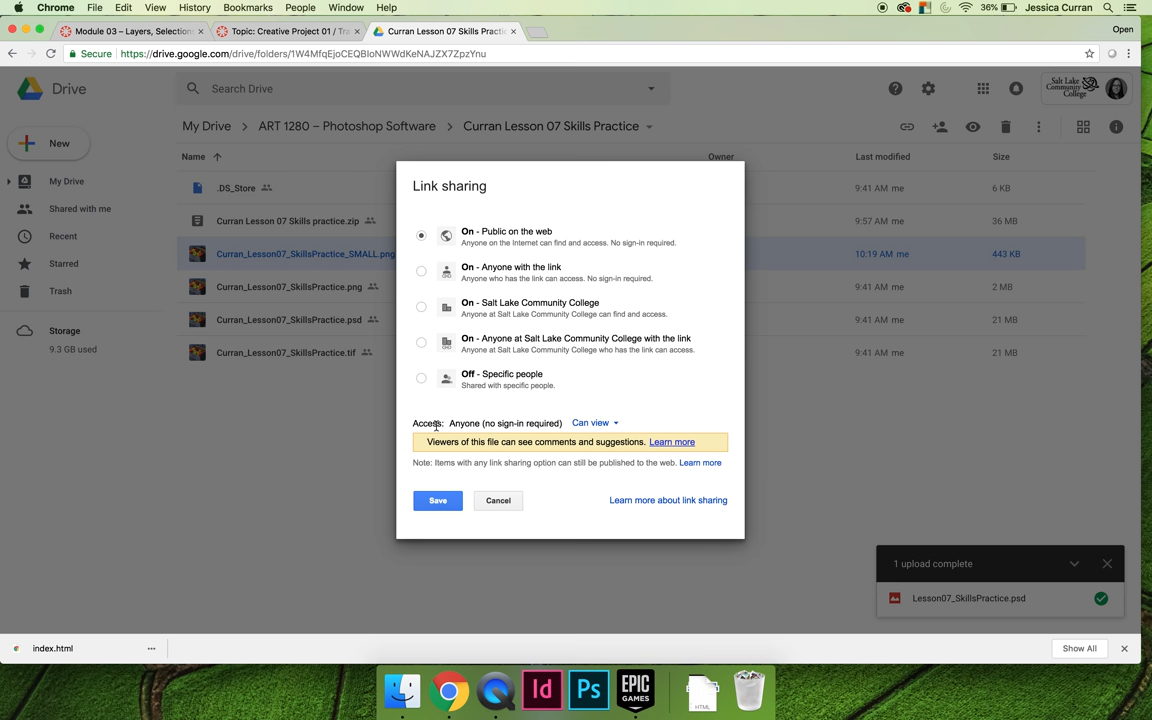 Chrome File Edit View History Bookmarks People Window Help 36% Jessica Curran
Module 03 – Layers, Selection × Topic: Creative Project 01 / Tra × Curran Lesson 07 Skills Practic × Open
Secure https://drive.google.com/drive/folders/1W4MfqEjoCEQBIoNWWdKeNAJZX7ZpzYnu
Drive Search Drive Salt Lake Community College
My Drive > ART 1280 – Photoshop Software > Curran Lesson 07 Skills Practice
New
Name Owner Last modified Size
My Drive
.DS_Store 9:41 AM me 6 KB
Shared with me
Curran Lesson 07 Skills practice.zip 9:57 AM me 36 MB
Recent
Curran_Lesson07_SkillsPractice_SMALL.png 10:19 AM me 443 KB
Starred
Curran_Lesson07_SkillsPractice.png 9:41 AM me 2 MB
Trash
Curran_Lesson07_SkillsPractice.psd 9:41 AM me 21 MB
Storage
9.3 GB used
Curran_Lesson07_SkillsPractice.tif 9:41 AM me 21 MB
Link sharing
On - Public on the web
Anyone on the Internet can find and access. No sign-in required.
On - Anyone with the link
Anyone who has the link can access. No sign-in required.
On - Salt Lake Community College
Anyone at Salt Lake Community College can find and access.
On - Anyone at Salt Lake Community College with the link
Anyone at Salt Lake Community College who has the link can access.
Off - Specific people
Shared with specific people.
Access: Anyone (no sign-in required) Can view
Viewers of this file can see comments and suggestions. Learn more
Note: Items with any link sharing option can still be published to the web. Learn more
Save Cancel Learn more about link sharing
1 upload complete
Lesson07_SkillsPractice.psd
index.html Show All
Id Ps EPIC GAMES HTML